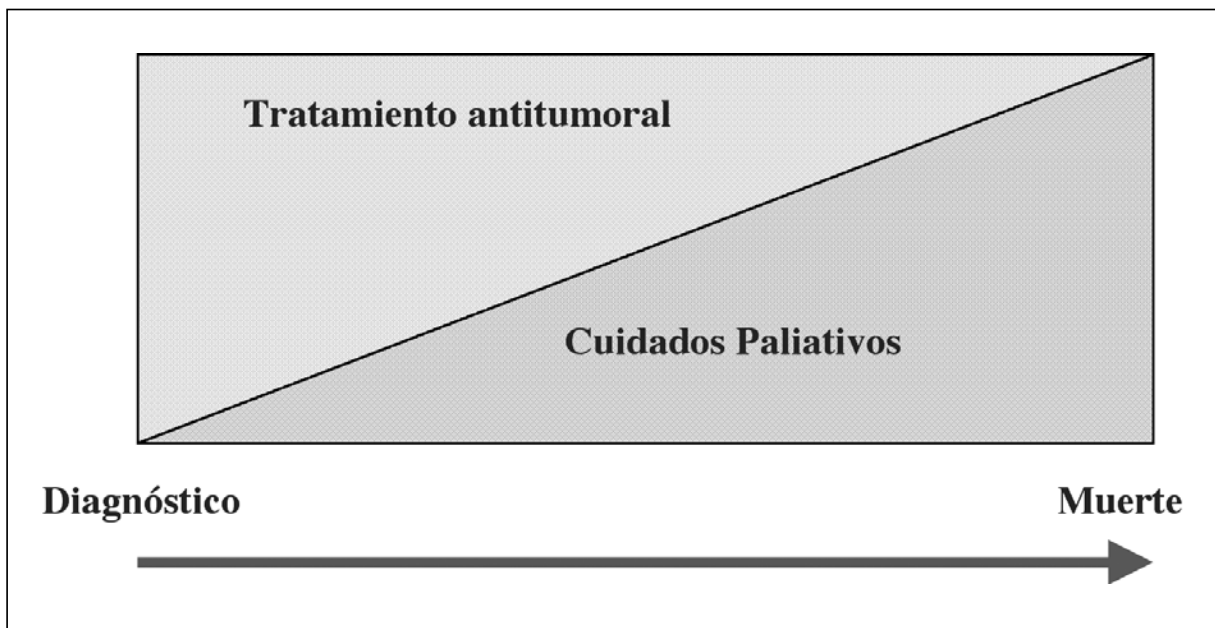 Tratamiento antitumoral
Cuidados Paliativos
Diagnóstico
Muerte